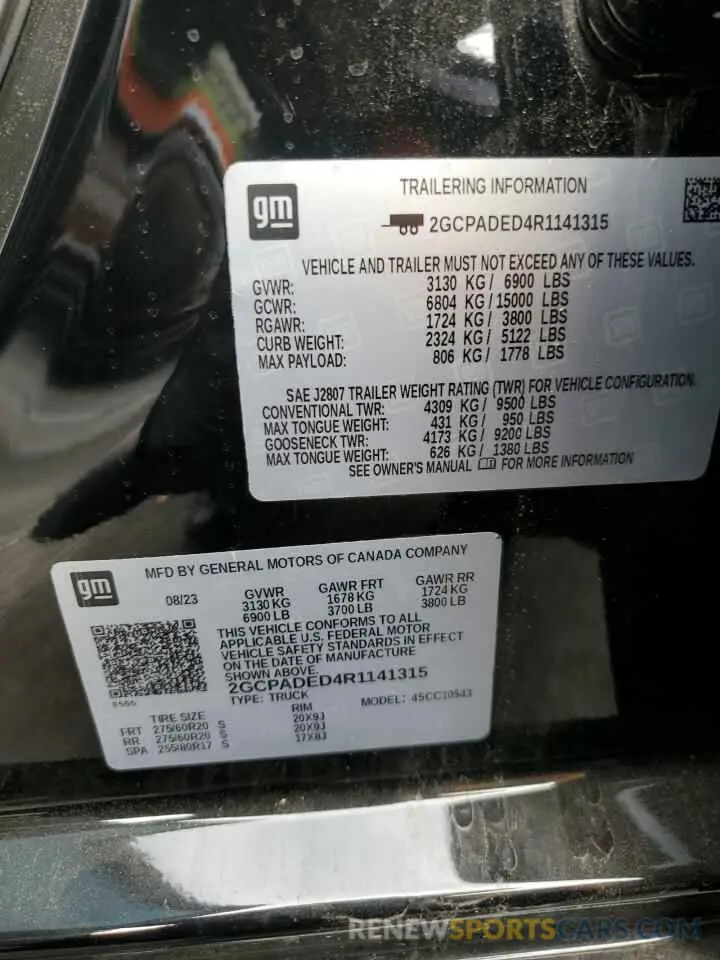 gm
TRAILERING INFORMATION
2GCPADED4R1141315
VEHICLE AND TRAILER MUST NOT EXCEED ANY OF THESE VALUES.
GVWR: 3130 KG/ 6900 LBS
GCWR: 6804 KG/15000 LBS
RGAWR: 1724 KG/ 3800 LBS
CURB WEIGHT: 2324 KG/ 5122 LBS
MAX PAYLOAD: 806 KG/ 1778 LBS
SAE J2807 TRAILER WEIGHT RATING (TWR) FOR VEHICLE CONFIGURATION.
CONVENTIONAL TWR: 4309 KG/ 9500 LBS
MAX TONGUE WEIGHT: 431 KG/ 950 LBS
GOOSENECK TWR: 4173 KG/ 9200 LBS
MAX TONGUE WEIGHT: 626 KG/ 1380 LBS
SEE OWNER'S MANUAL FOR MORE INFORMATION
gm
MFD BY GENERAL MOTORS OF CANADA COMPANY
08/23 GVWR GAWR FRT GAWR RR
3130 KG 1678 KG 1724 KG
6900 LB 3700 LB 3800 LB
THIS VEHICLE CONFORMS TO ALL
APPLICABLE U.S. FEDERAL MOTOR
VEHICLE SAFETY STANDARDS IN EFFECT
ON THE DATE OF MANUFACTURE
SHOWN ABOVE.
2GCPADED4R1141315
TYPE: TRUCK MODEL: 4SCC10543
TIRE SIZE RIM
FRT 275/60R20 S 20X9J
RR 275/60R20 S 20X9J
SPA 255/80R17 S 17X8J
RENEWSPORTSCARS.COM